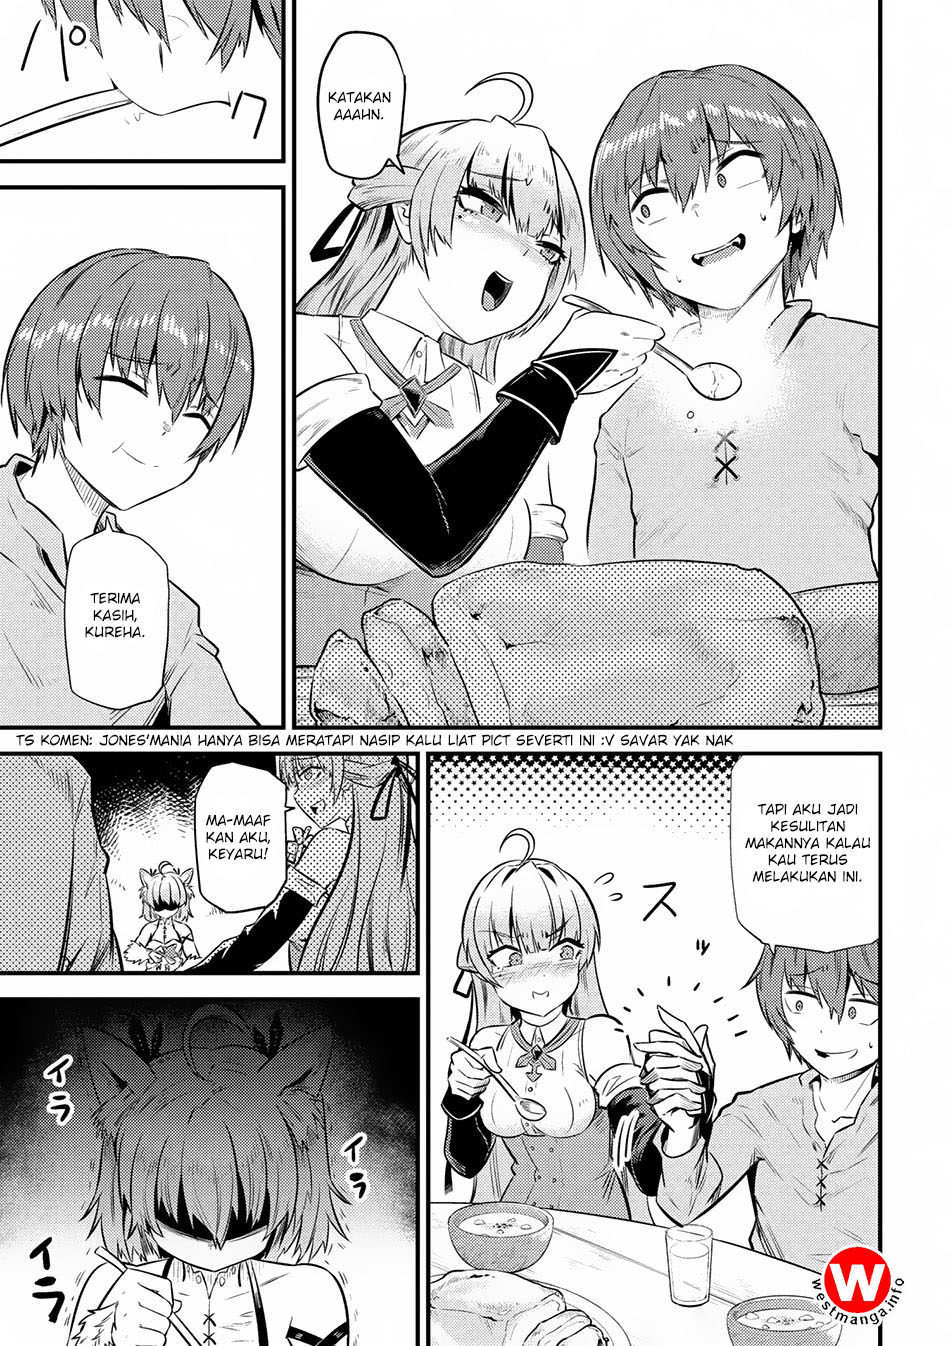 KATAKAN
AAAHN.
パ
ク
TERIMA
KASIH,
KUREHA.
TS KOMEN: JONES'MANIA HANYA BISA MERATAPI NASIP KALU LIAT PICT SEVERTI INI :V SAVAR YAK NAK
TAPI AKU JADI
KESULITAN
MAKANNYA KALAU
KAU TERUS
MELAKUKAN INI.
ス
ッ
MA-MAAF
KAN AKU,
KEYARU!
イラ
イラ
イラ
W
westmanga.info